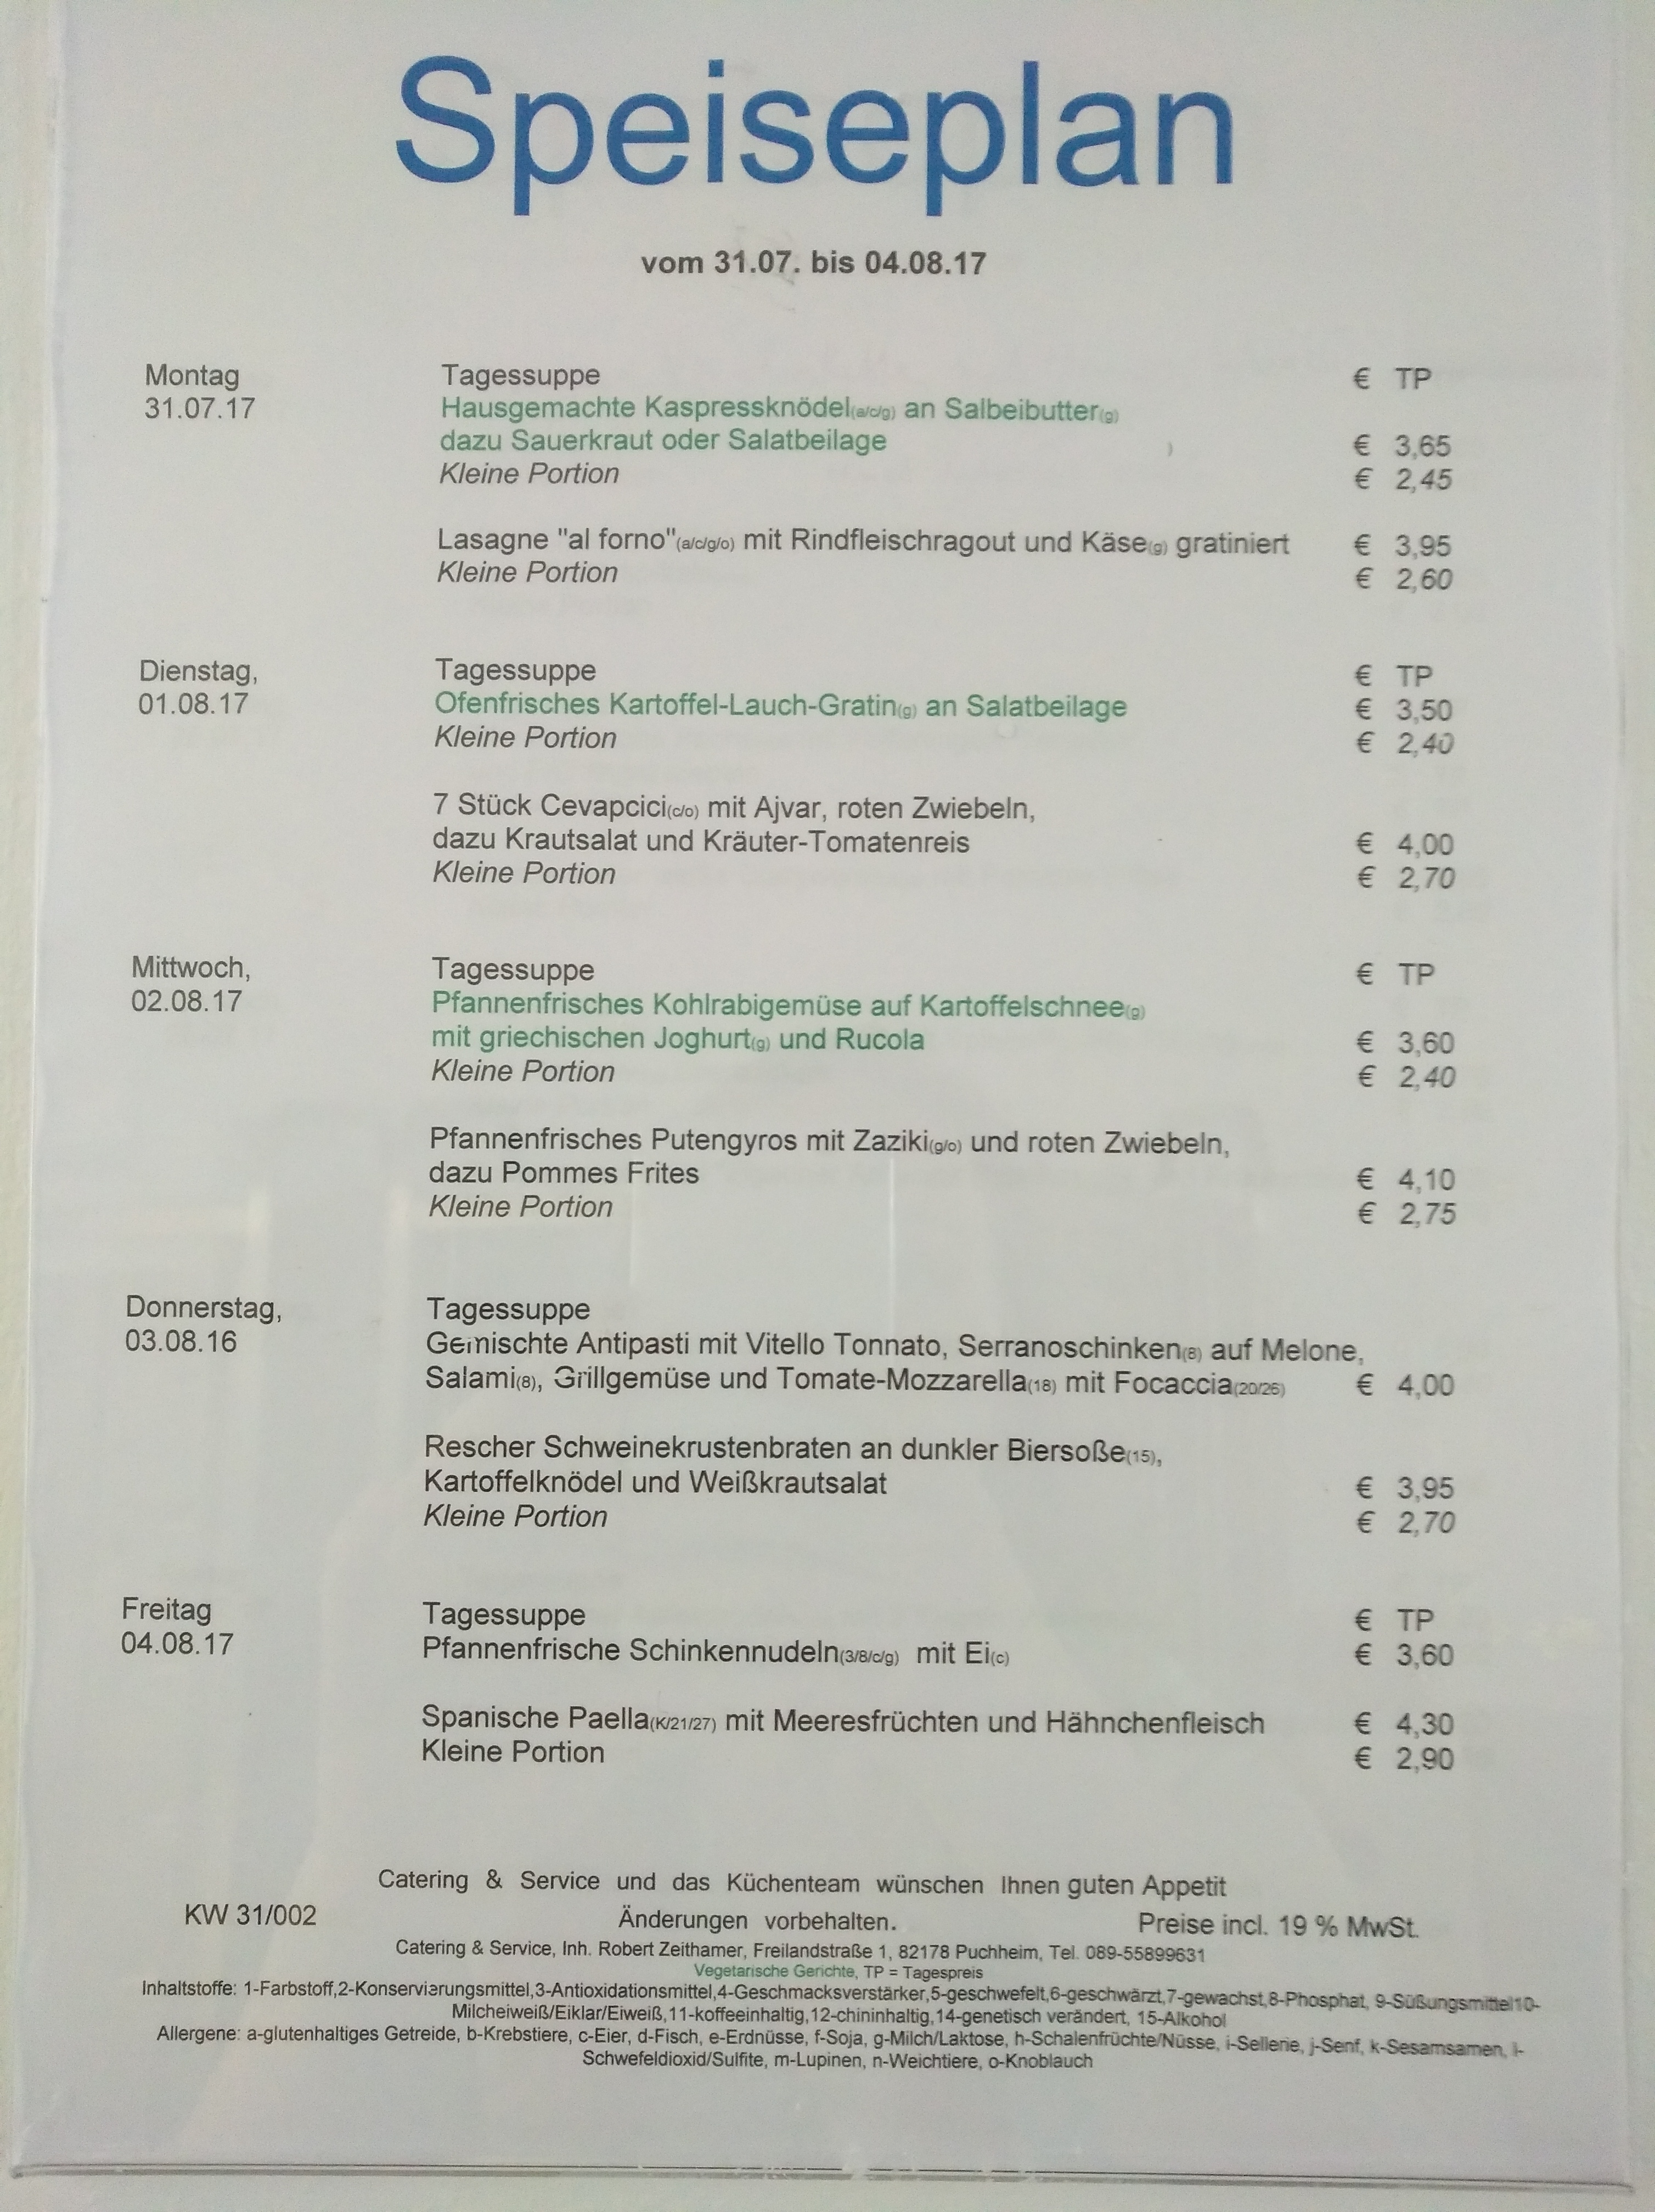 Speiseplan
vom 31.07. bis 04.08.17
Montag Tagessuppe € TP
31.07.17 Hausgemachte Kaspressknödel(a/c/g) an Salbeibutter(g)
dazu Sauerkraut oder Salatbeilage € 3,65
Kleine Portion € 2,45
Lasagne "al forno"(a/c/g/o) mit Rindfleischragout und Käse(g) gratiniert € 3,95
Kleine Portion € 2,60
Dienstag, Tagessuppe € TP
01.08.17 Ofenfrisches Kartoffel-Lauch-Gratin(g) an Salatbeilage € 3,50
Kleine Portion € 2,40
7 Stück Cevapcici(c/o) mit Ajvar, roten Zwiebeln,
dazu Krautsalat und Kräuter-Tomatenreis € 4,00
Kleine Portion € 2,70
Mittwoch, Tagessuppe € TP
02.08.17 Pfannenfrisches Kohlrabigemüse auf Kartoffelschnee(g)
mit griechischen Joghurt(g) und Rucola € 3,60
Kleine Portion € 2,40
Pfannenfrisches Putengyros mit Zaziki(g/o) und roten Zwiebeln,
dazu Pommes Frites € 4,10
Kleine Portion € 2,75
Donnerstag, Tagessuppe
03.08.16 Gemischte Antipasti mit Vitello Tonnato, Serranoschinken(8) auf Melone,
Salami(8), Grillgemüse und Tomate-Mozzarella(18) mit Focaccia(20/26) € 4,00
Rescher Schweinekrustenbraten an dunkler Biersoße(15),
Kartoffelknödel und Weißkrautsalat € 3,95
Kleine Portion € 2,70
Freitag Tagessuppe € TP
04.08.17 Pfannenfrische Schinkennudeln(3/8/c/g) mit Ei(c) € 3,60
Spanische Paella(K/21/27) mit Meeresfrüchten und Hähnchenfleisch € 4,30
Kleine Portion € 2,90
Catering & Service und das Küchenteam wünschen Ihnen guten Appetit
KW 31/002 Änderungen vorbehalten. Preise incl. 19 % MwSt.
Catering & Service, Inh. Robert Zeithamer, Freilandstraße 1, 82178 Puchheim, Tel. 089-55899631
Vegetarische Gerichte, TP = Tagespreis
Inhaltstoffe: 1-Farbstoff,2-Konservierungsmittel,3-Antioxidationsmittel,4-Geschmacksverstärker,5-geschwefelt,6-geschwärzt,7-gewachst,8-Phosphat, 9-Süßungsmittel10-
Milcheiweiß/Eiklar/Eiweiß,11-koffeeinhaltig,12-chininhaltig,14-genetisch verändert, 15-Alkohol
Allergene: a-glutenhaltiges Getreide, b-Krebstiere, c-Eier, d-Fisch, e-Erdnüsse, f-Soja, g-Milch/Laktose, h-Schalenfrüchte/Nüsse, i-Sellerie, j-Senf, k-Sesamsamen, l-
Schwefeldioxid/Sulfite, m-Lupinen, n-Weichtiere, o-Knoblauch